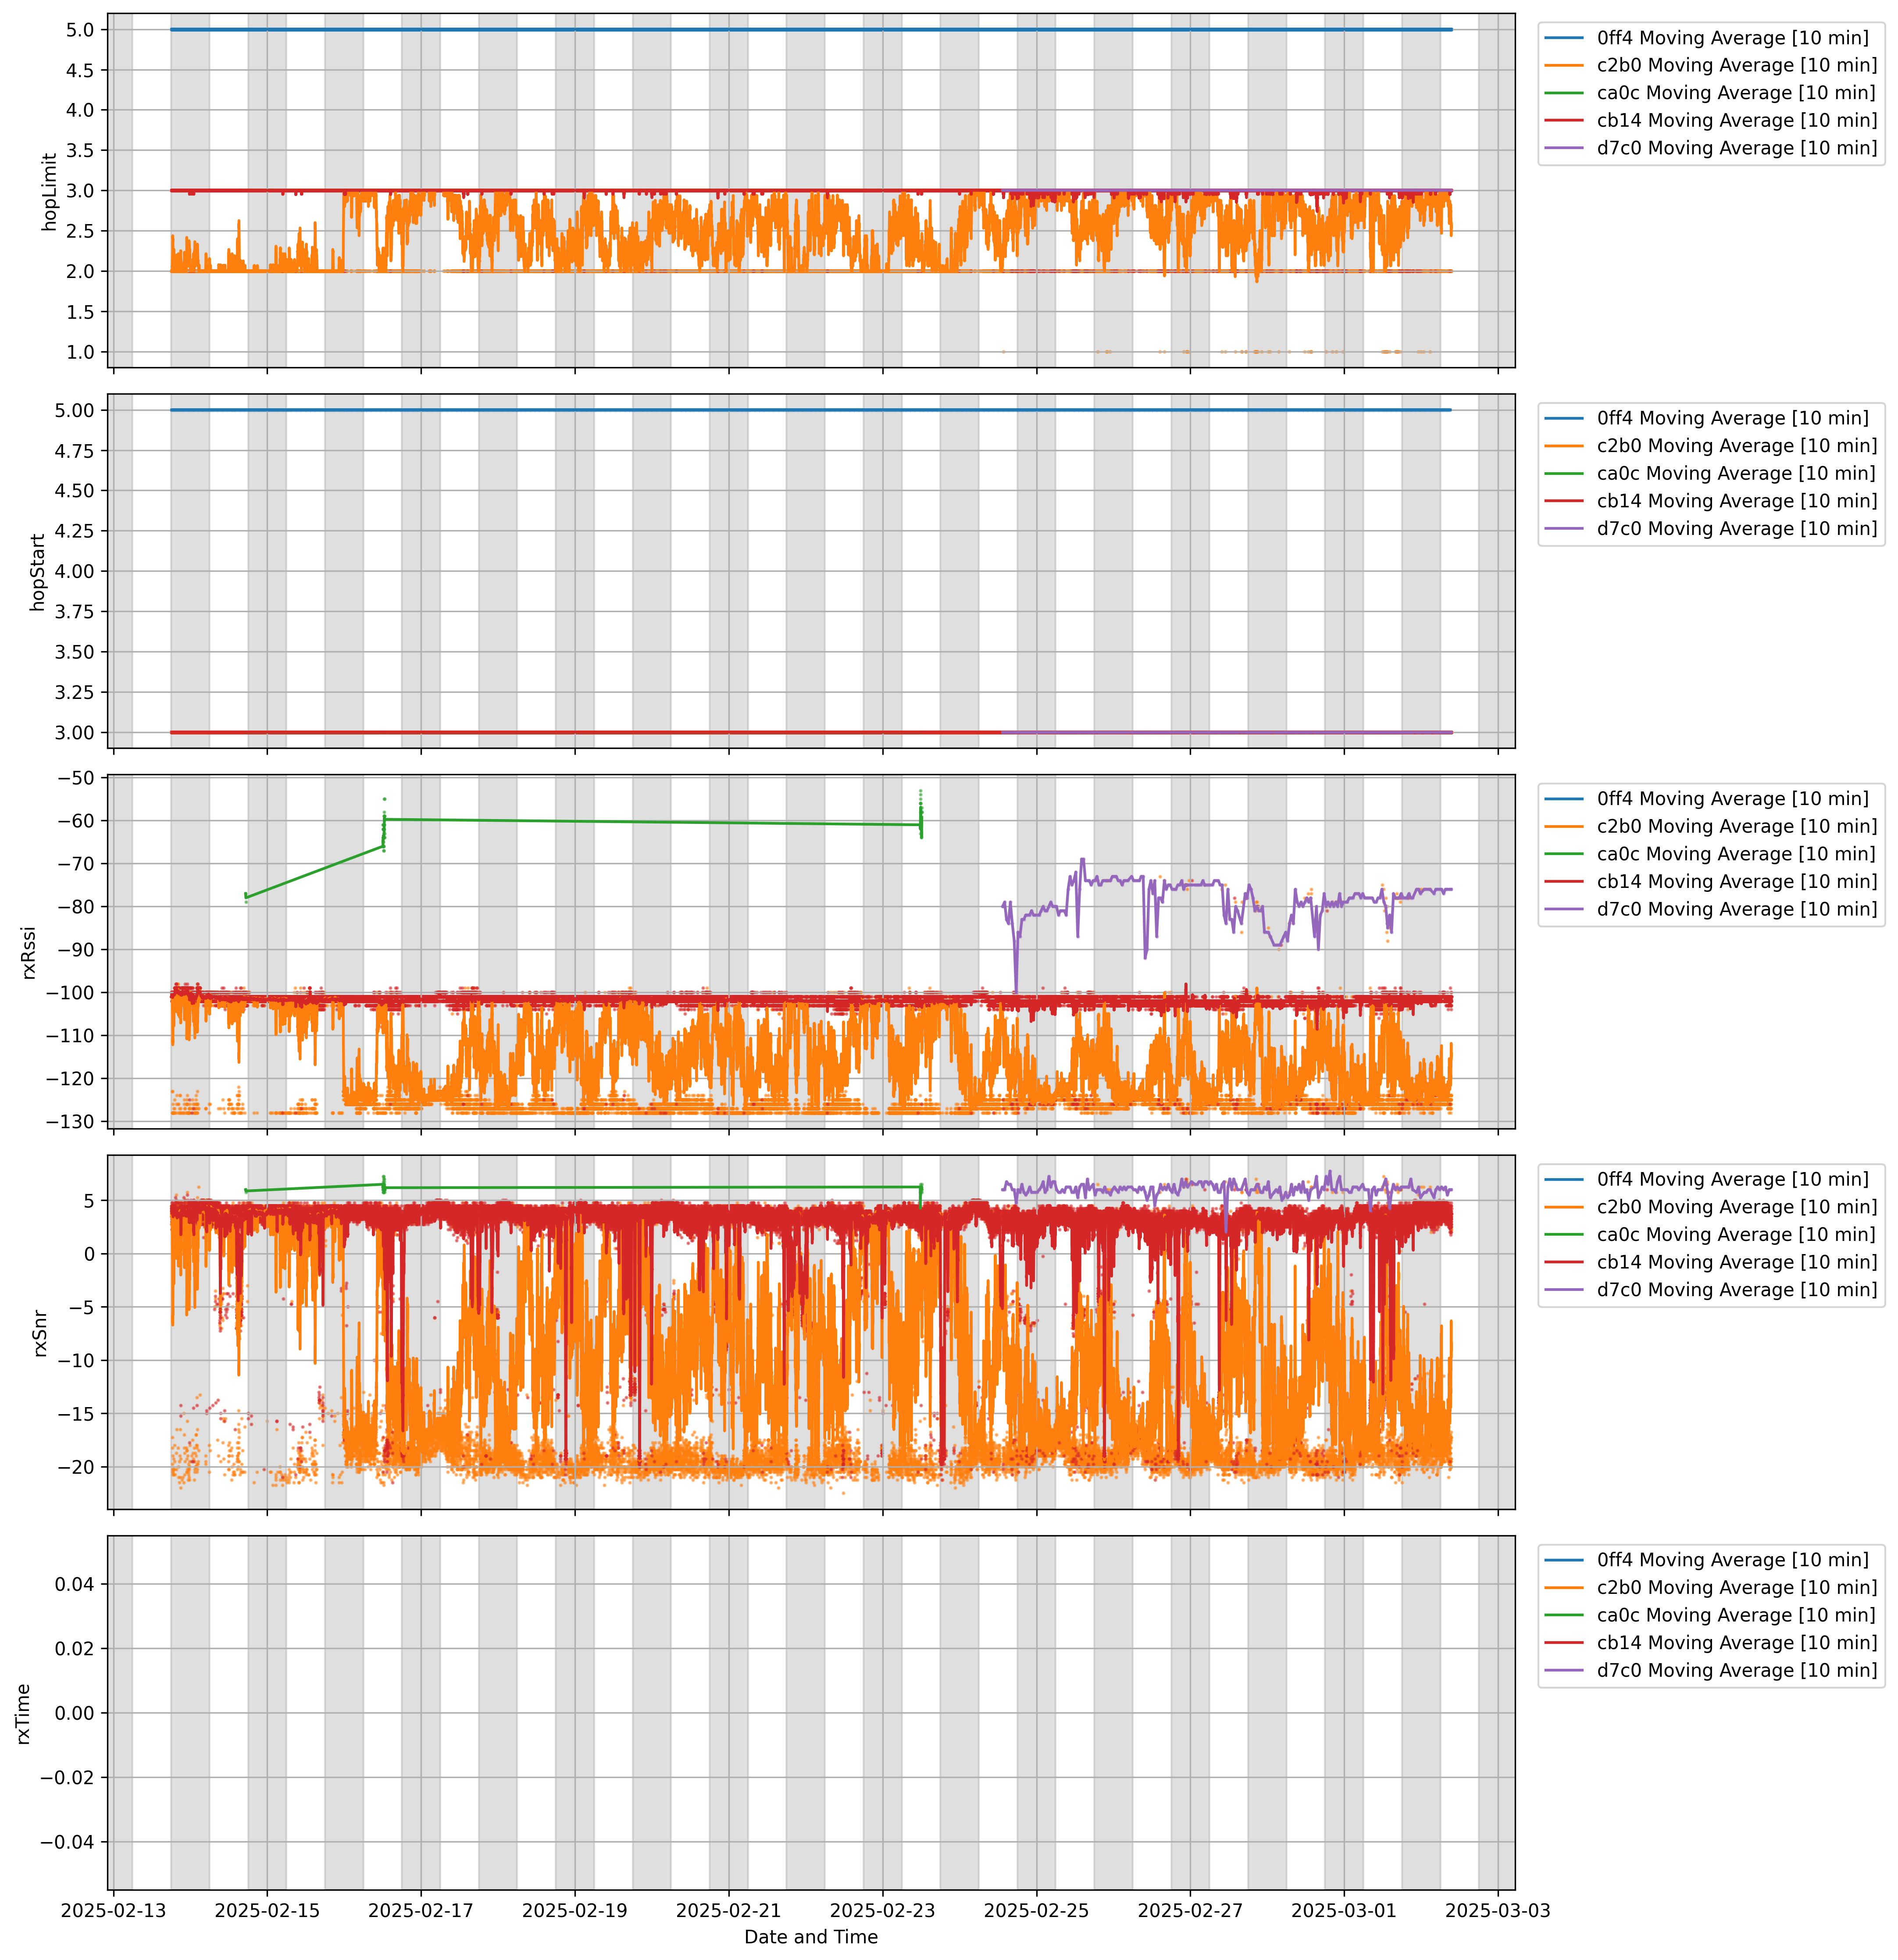 5.0
4.5
4.0
3.5
3.0
2.5
2.0
1.5
1.0
hopLimit
0ff4 Moving Average [10 min]
c2b0 Moving Average [10 min]
ca0c Moving Average [10 min]
cb14 Moving Average [10 min]
d7c0 Moving Average [10 min]
5.00
4.75
4.50
4.25
4.00
3.75
3.50
3.25
3.00
hopStart
0ff4 Moving Average [10 min]
c2b0 Moving Average [10 min]
ca0c Moving Average [10 min]
cb14 Moving Average [10 min]
d7c0 Moving Average [10 min]
−50
−60
−70
−80
−90
−100
−110
−120
−130
rxRssi
0ff4 Moving Average [10 min]
c2b0 Moving Average [10 min]
ca0c Moving Average [10 min]
cb14 Moving Average [10 min]
d7c0 Moving Average [10 min]
5
0
−5
−10
−15
−20
rxSnr
0ff4 Moving Average [10 min]
c2b0 Moving Average [10 min]
ca0c Moving Average [10 min]
cb14 Moving Average [10 min]
d7c0 Moving Average [10 min]
0.04
0.02
0.00
−0.02
−0.04
rxTime
0ff4 Moving Average [10 min]
c2b0 Moving Average [10 min]
ca0c Moving Average [10 min]
cb14 Moving Average [10 min]
d7c0 Moving Average [10 min]
2025-02-13 2025-02-15 2025-02-17 2025-02-19 2025-02-21 2025-02-23 2025-02-25 2025-02-27 2025-03-01 2025-03-03
Date and Time